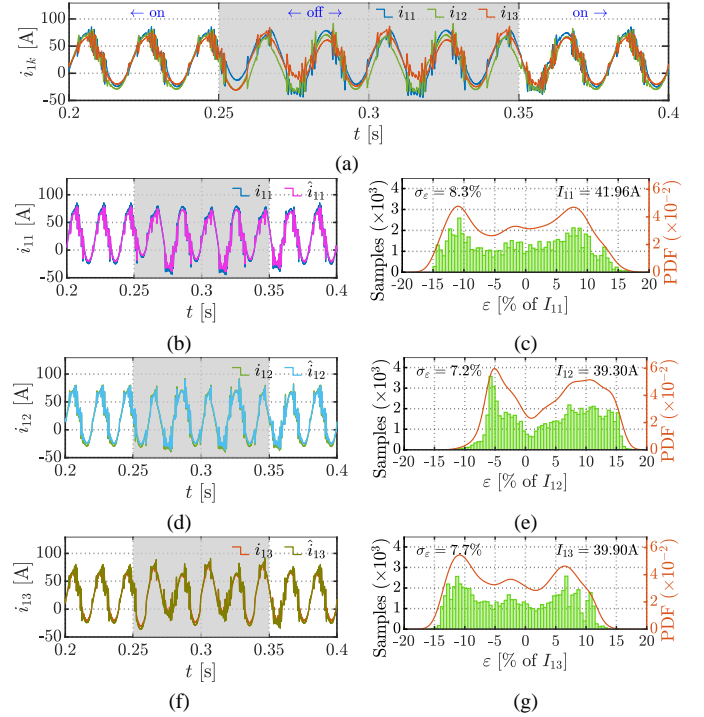 i₁ₖ [A]
100
50
0
-50
← on
← off →
on →
i₁₁ i₁₂ i₁₃
0.2 0.25 0.3 0.35 0.4
t [s]
(a)
i₁₁ [A]
100
50
0
-50
i₁₁ î₁₁
0.2 0.25 0.3 0.35 0.4
t [s]
(b)
Samples (×10³)
4
3
2
1
0
σ_ε = 8.3% I₁₁ = 41.96A
6
4
2
0
PDF (×10⁻²)
-20 -15 -10 -5 0 5 10 15 20
ε [% of I₁₁]
(c)
i₁₂ [A]
100
50
0
-50
i₁₂ î₁₂
0.2 0.25 0.3 0.35 0.4
t [s]
(d)
Samples (×10³)
4
3
2
1
0
σ_ε = 7.2% I₁₂ = 39.30A
6
4
2
0
PDF (×10⁻²)
-20 -15 -10 -5 0 5 10 15 20
ε [% of I₁₂]
(e)
i₁₃ [A]
100
50
0
-50
i₁₃ î₁₃
0.2 0.25 0.3 0.35 0.4
t [s]
(f)
Samples (×10³)
4
3
2
1
0
σ_ε = 7.7% I₁₃ = 39.90A
6
4
2
0
PDF (×10⁻²)
-20 -15 -10 -5 0 5 10 15 20
ε [% of I₁₃]
(g)